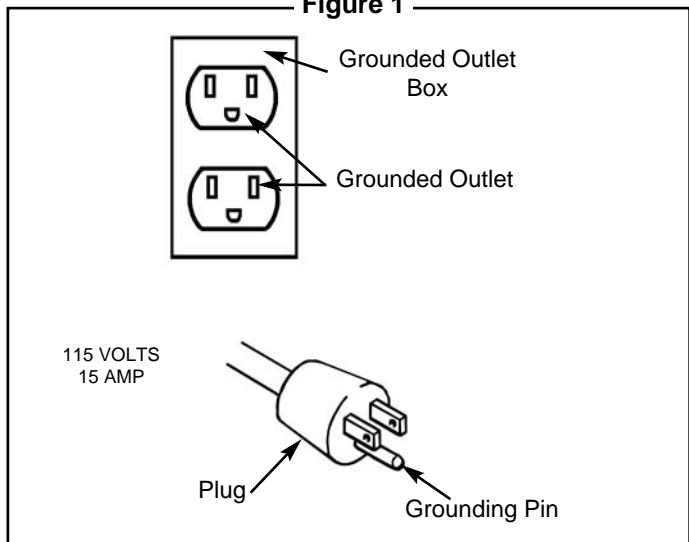 Figure 1
Grounded Outlet
Box
Grounded Outlet
115 VOLTS
15 AMP
Plug
Grounding Pin